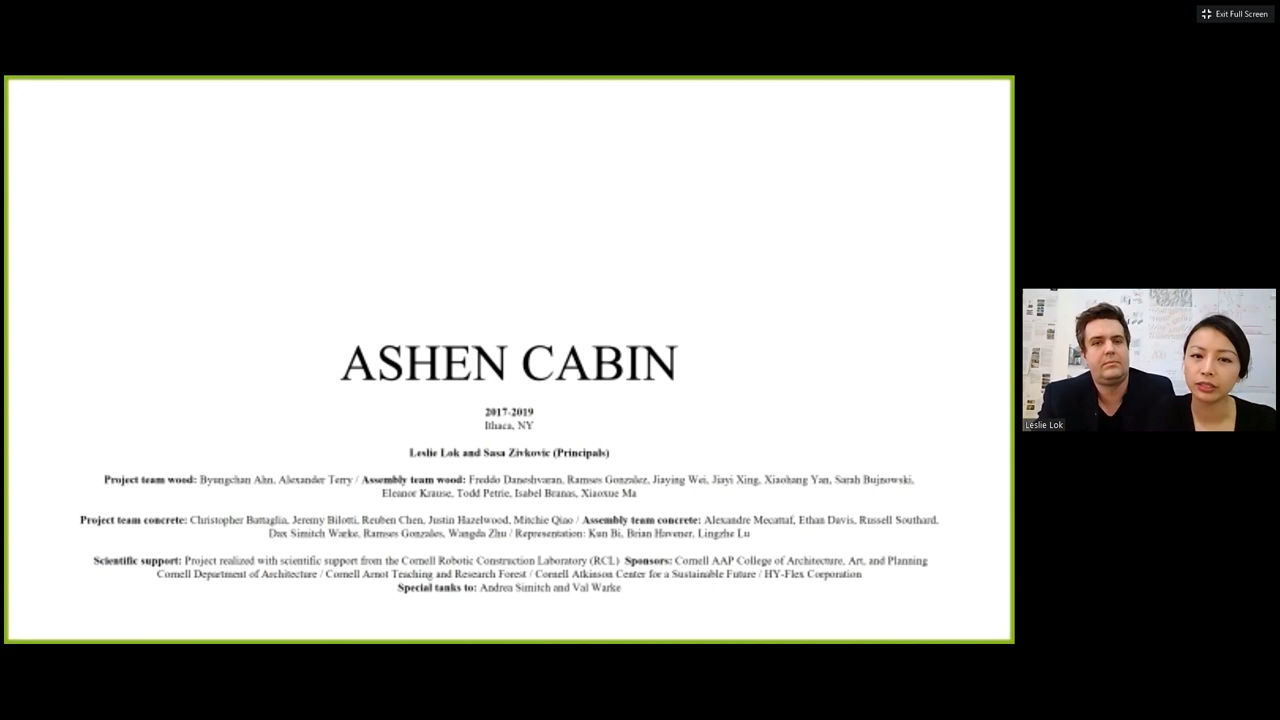 Exit Full Screen
ASHEN CABIN
2017-2019
Ithaca, NY
Leslie Lok and Sasa Zivkovic (Principals)
Project team wood: Byungchan Ahn, Alexander Terry / Assembly team wood: Freddo Daneshvaran, Ramses Gonzalez, Jiaying Wei, Jiayi Xing, Xiaohang Yan, Sarah Bujnowski,
Eleanor Krause, Todd Petrie, Isabel Branas, Xiaoxue Ma
Project team concrete: Christopher Battaglia, Jeremy Bilotti, Reuben Chen, Justin Hazelwood, Mitchie Qiao / Assembly team concrete: Alexandre Mecattaf, Ethan Davis, Russell Southard,
Dax Simitch Warke, Ramses Gonzales, Wangda Zhu / Representation: Kun Bi, Brian Havener, Lingzhe Lu
Scientific support: Project realized with scientific support from the Cornell Robotic Construction Laboratory (RCL) Sponsors: Cornell AAP College of Architecture, Art, and Planning
Cornell Department of Architecture / Cornell Arnot Teaching and Research Forest / Cornell Atkinson Center for a Sustainable Future / HY-Flex Corporation
Special tanks to: Andrea Simitch and Val Warke
Leslie Lok